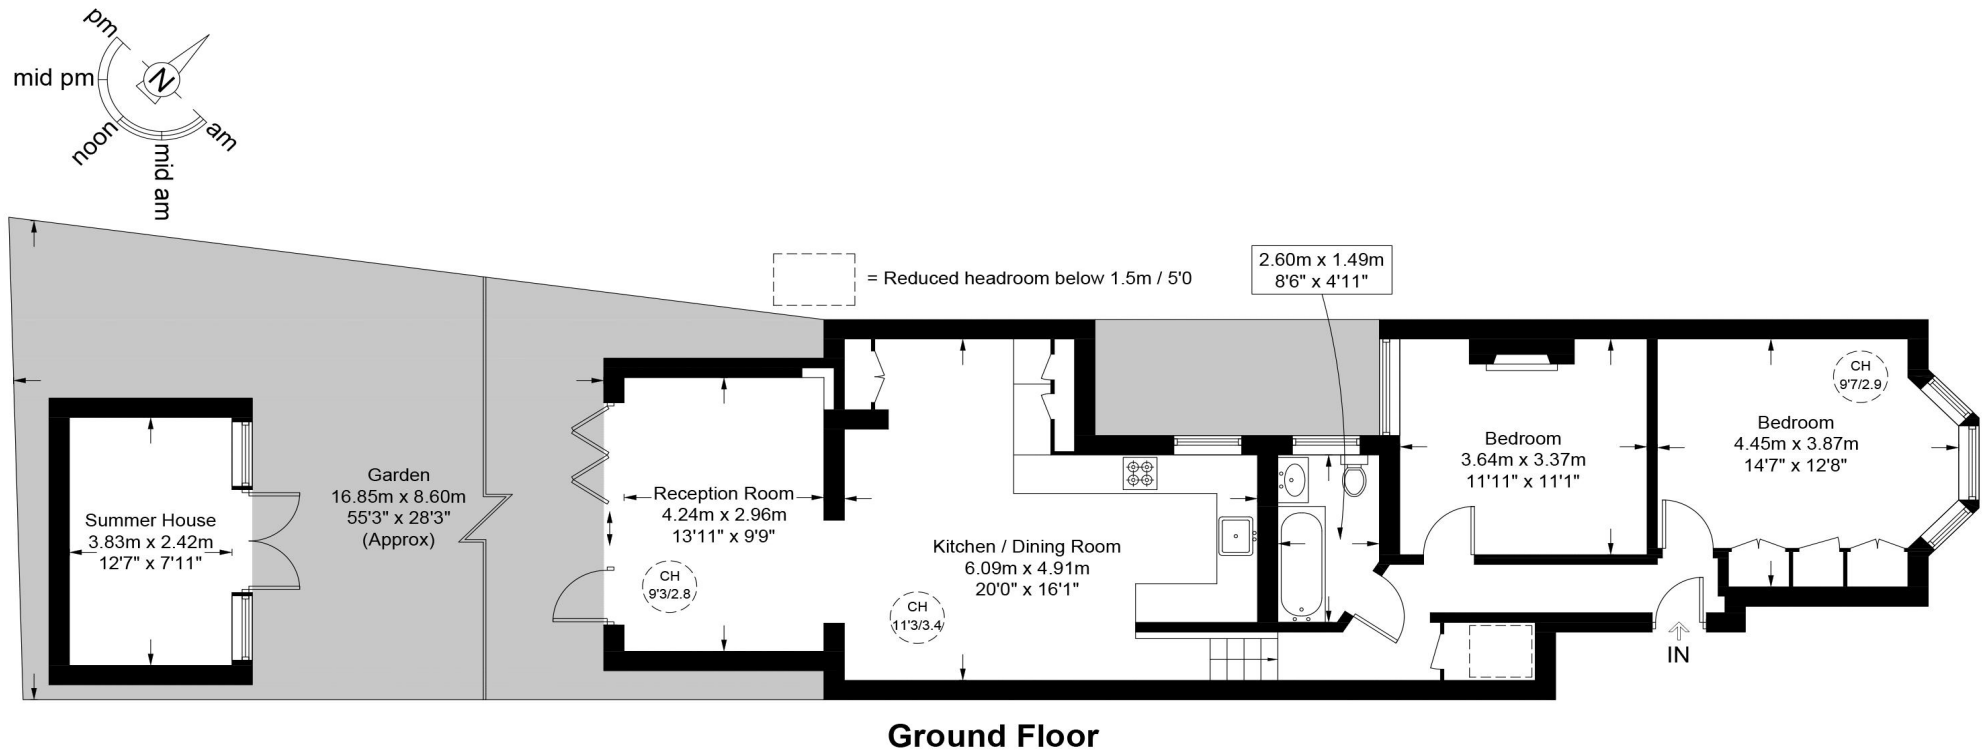 pm
mid pm
N
noon
am
mid am
= Reduced headroom below 1.5m / 5'0
2.60m x 1.49m
8'6" x 4'11"
CH
9'7/2.9
Bedroom
4.45m x 3.87m
14'7" x 12'8"
Bedroom
3.64m x 3.37m
11'11" x 11'1"
Garden
16.85m x 8.60m
55'3" x 28'3"
(Approx)
Reception Room
4.24m x 2.96m
13'11" x 9'9"
Summer House
3.83m x 2.42m
12'7" x 7'11"
Kitchen / Dining Room
6.09m x 4.91m
20'0" x 16'1"
CH
9'3/2.8
CH
11'3/3.4
IN
Ground Floor